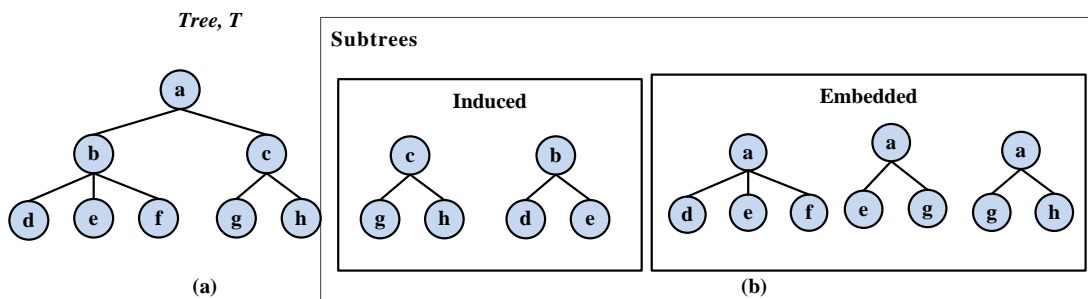 Tree, T
Subtrees
Induced
Embedded
a
b c
d e f g h
c b
g h d e
a a a
d e f e g g h
(a) (b)